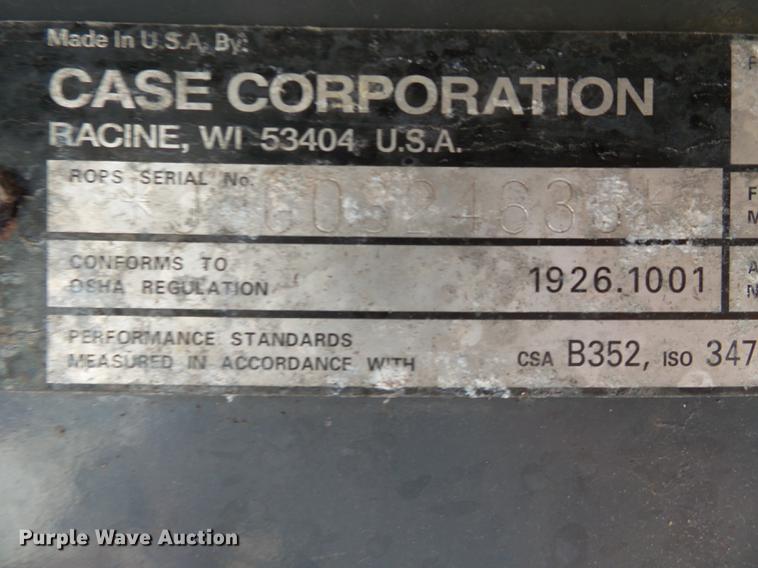 Made In U.S.A. By:
CASE CORPORATION
RACINE, WI 53404 U.S.A.
ROPS SERIAL No.
CONFORMS TO
OSHA REGULATION
1926.1001
PERFORMANCE STANDARDS
MEASURED IN ACCORDANCE WITH
CSA B352, ISO 347
F
F
M
A
N
Purple Wave Auction